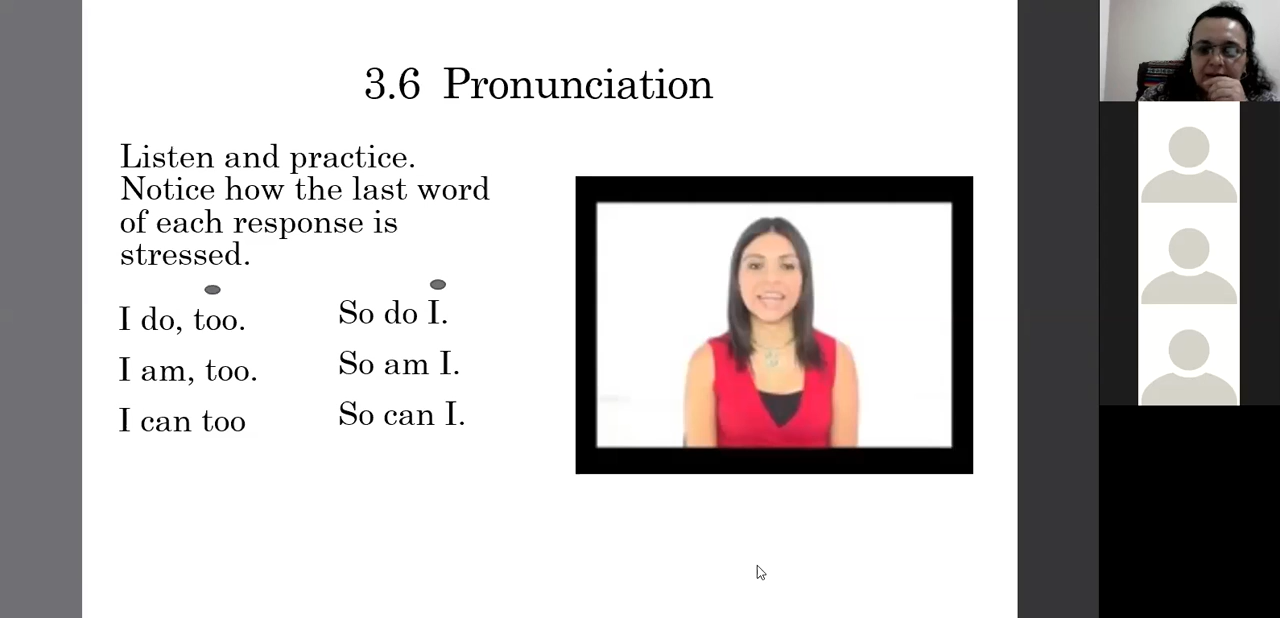 3.6 Pronunciation
Listen and practice.
Notice how the last word
of each response is
stressed.
I do, too.
I am, too.
I can too
So do I.
So am I.
So can I.